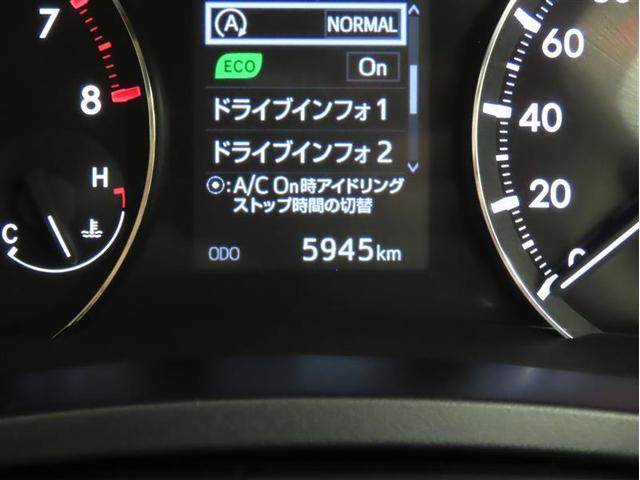 NORMAL
ECO On
ドライブインフォ1
ドライブインフォ2
⦿:A/C On時アイドリング
ストップ時間の切替
ODO 5945km
7
8
H
C
60
40
20
0